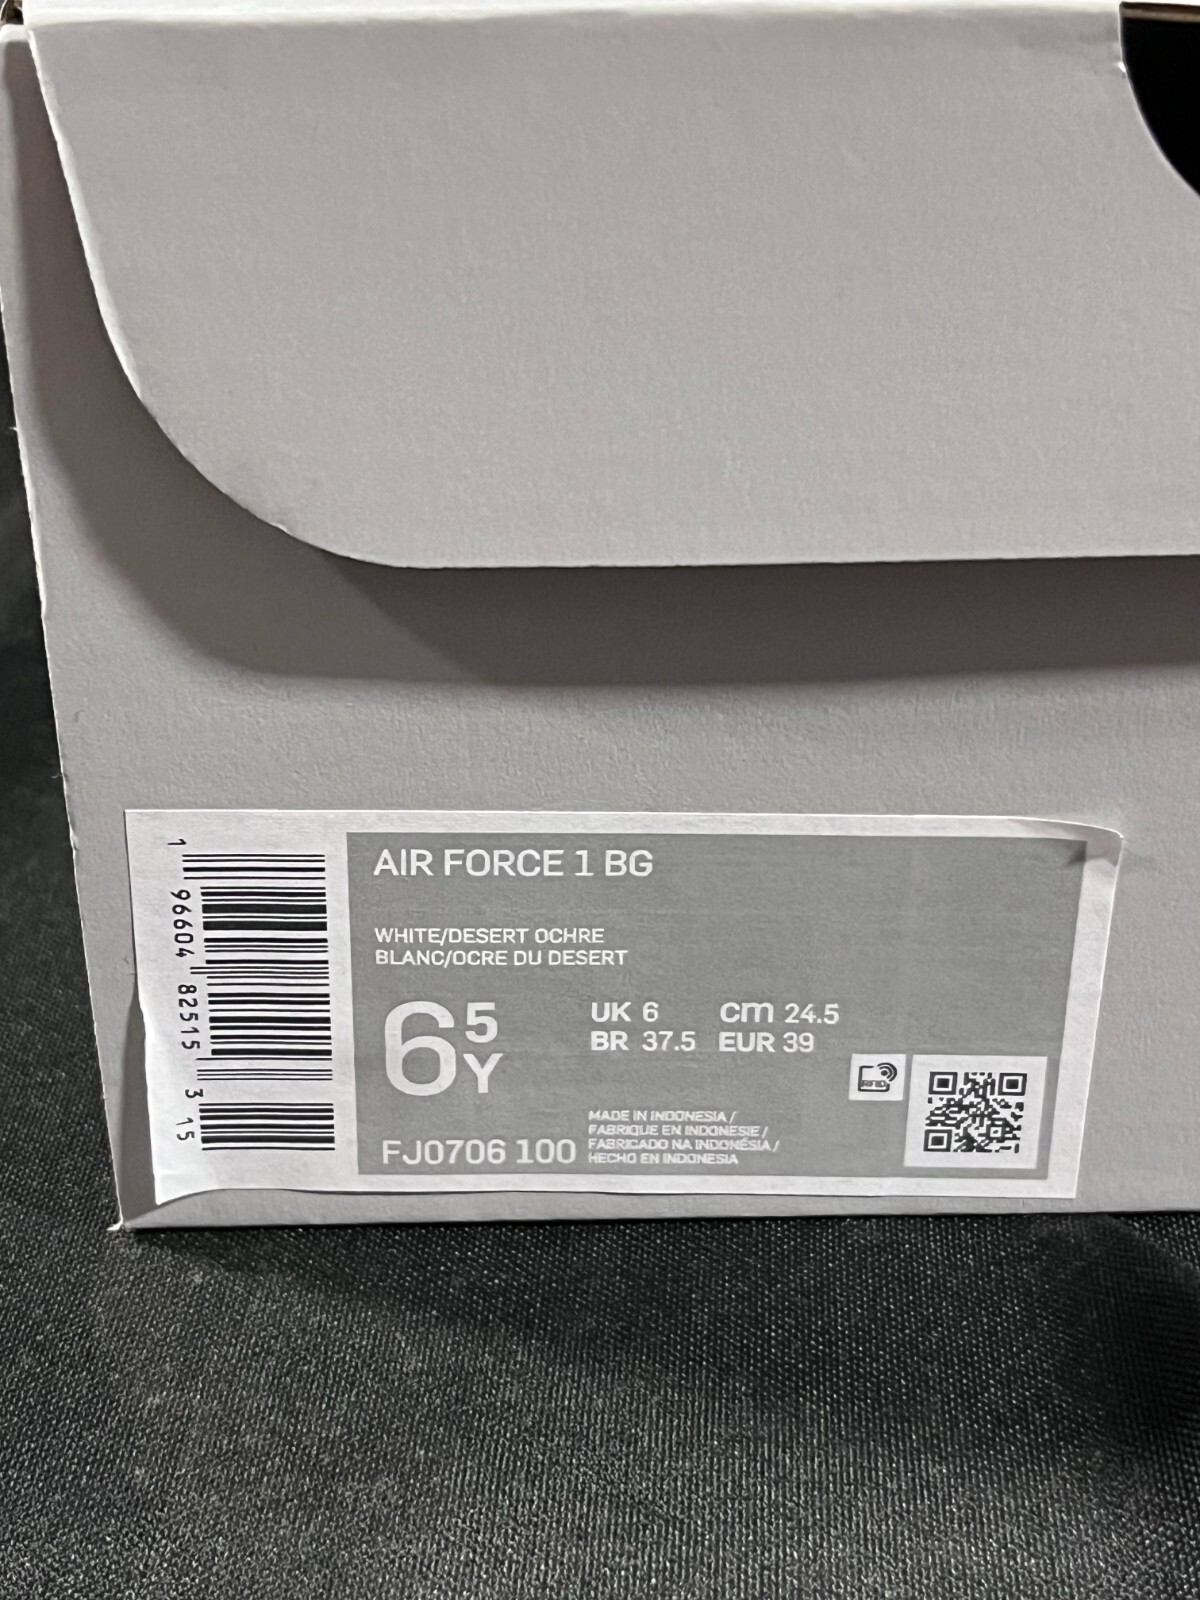 AIR FORCE 1 BG
WHITE/DESERT OCHRE
BLANC/OCRE DU DESERT
6 5 Y
UK 6 cm 24.5
BR 37.5 EUR 39
FJ0706 100
MADE IN INDONESIA /
FABRIQUE EN INDONESIE /
FABRICADO NA INDONÉSIA /
HECHO EN INDONESIA
RFID
1 96604 82515 3 15